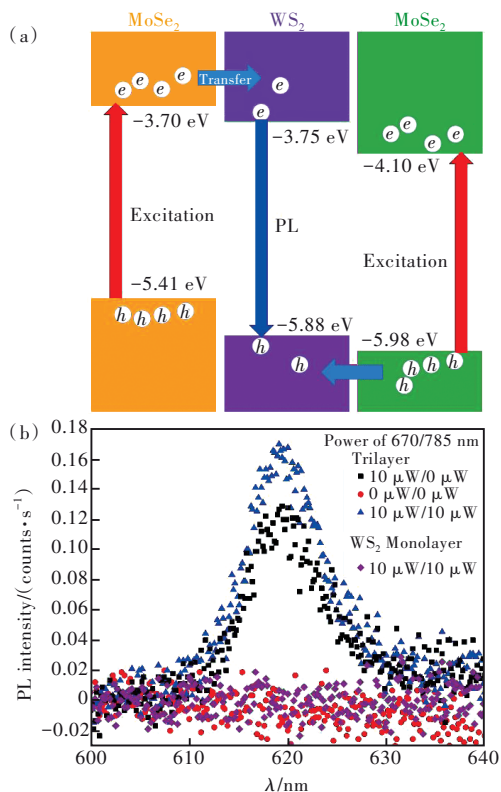 (a)
MoSe₂ WS₂ MoSe₂
e e e e Transfer e
e
e e e e
−3.70 eV −3.75 eV
−4.10 eV
Excitation PL Excitation
−5.41 eV
h h h h
−5.88 eV −5.98 eV
h h h h h h
(b)
0.18
0.16
0.14
0.12
0.10
0.08
0.06
0.04
0.02
0
−0.02
PL intensity/(counts·s⁻¹)
Power of 670/785 nm
Trilayer
10 μW/0 μW
0 μW/0 μW
10 μW/10 μW
WS₂ Monolayer
10 μW/10 μW
600 610 620 630 640
λ/nm